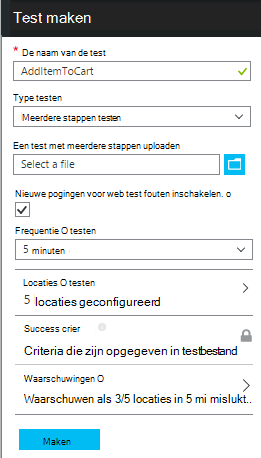 Test maken
* De naam van de test
AddItemToCart
Type testen
Meerdere stappen testen
Een test met meerdere stappen uploaden
Select a file
Nieuwe pogingen voor web test fouten inschakelen. o
Frequentie O testen
5 minuten
Locaties O testen
5 locaties geconfigureerd
Success crier
Criteria die zijn opgegeven in testbestand
Waarschuwingen O
Waarschuwen als 3/5 locaties in 5 mi mislukt..
Maken